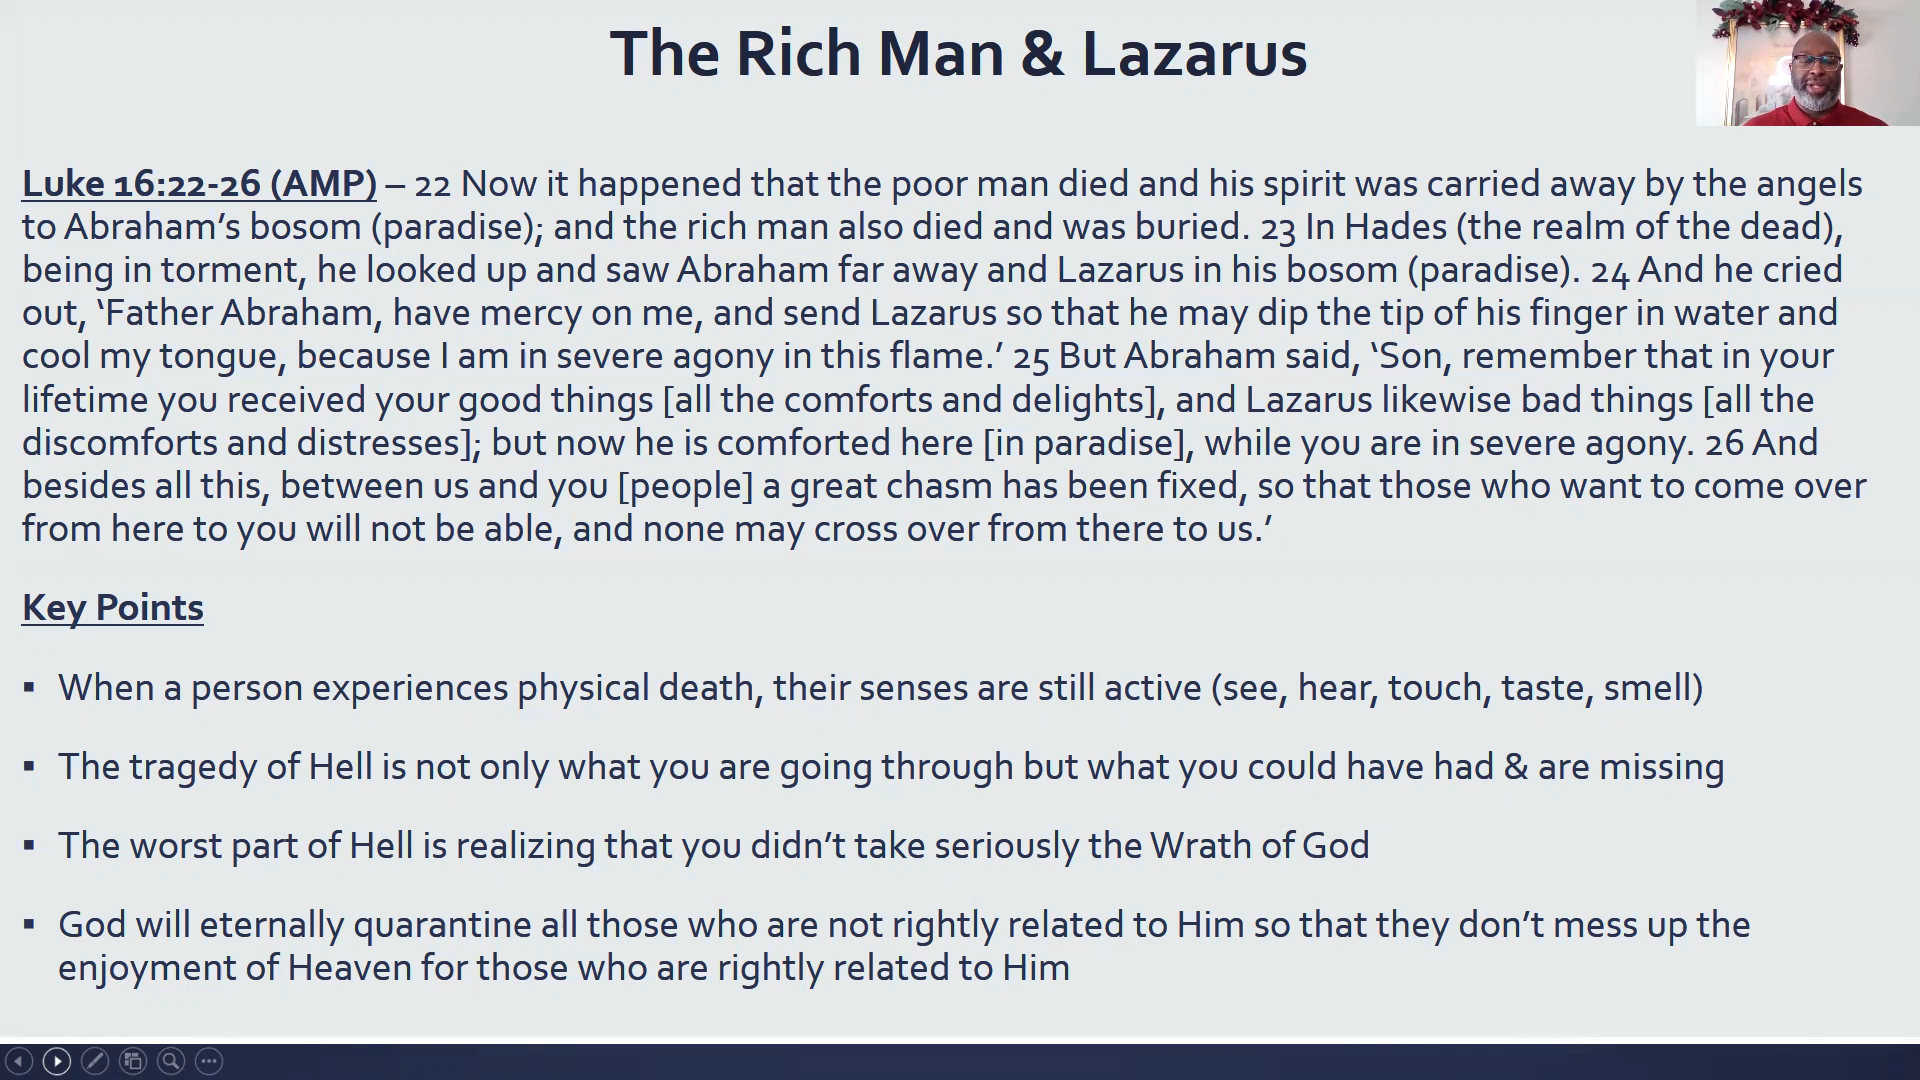 The Rich Man & Lazarus
Luke 16:22-26 (AMP) – 22 Now it happened that the poor man died and his spirit was carried away by the angels
to Abraham’s bosom (paradise); and the rich man also died and was buried. 23 In Hades (the realm of the dead),
being in torment, he looked up and saw Abraham far away and Lazarus in his bosom (paradise). 24 And he cried
out, ‘Father Abraham, have mercy on me, and send Lazarus so that he may dip the tip of his finger in water and
cool my tongue, because I am in severe agony in this flame.’ 25 But Abraham said, ‘Son, remember that in your
lifetime you received your good things [all the comforts and delights], and Lazarus likewise bad things [all the
discomforts and distresses]; but now he is comforted here [in paradise], while you are in severe agony. 26 And
besides all this, between us and you [people] a great chasm has been fixed, so that those who want to come over
from here to you will not be able, and none may cross over from there to us.’
Key Points
▪ When a person experiences physical death, their senses are still active (see, hear, touch, taste, smell)
▪ The tragedy of Hell is not only what you are going through but what you could have had & are missing
▪ The worst part of Hell is realizing that you didn’t take seriously the Wrath of God
▪ God will eternally quarantine all those who are not rightly related to Him so that they don’t mess up the
enjoyment of Heaven for those who are rightly related to Him